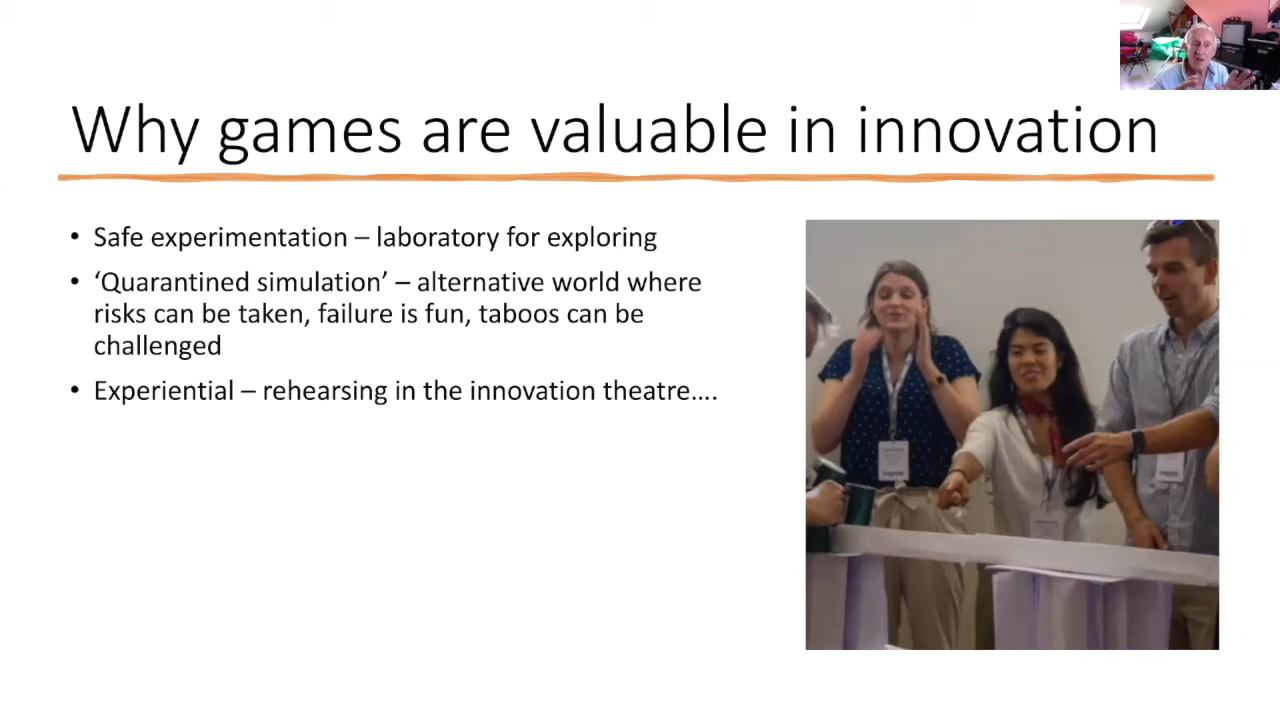 Why games are valuable in innovation
• Safe experimentation – laboratory for exploring
• ‘Quarantined simulation’ – alternative world where
risks can be taken, failure is fun, taboos can be
challenged
• Experiential – rehearsing in the innovation theatre….